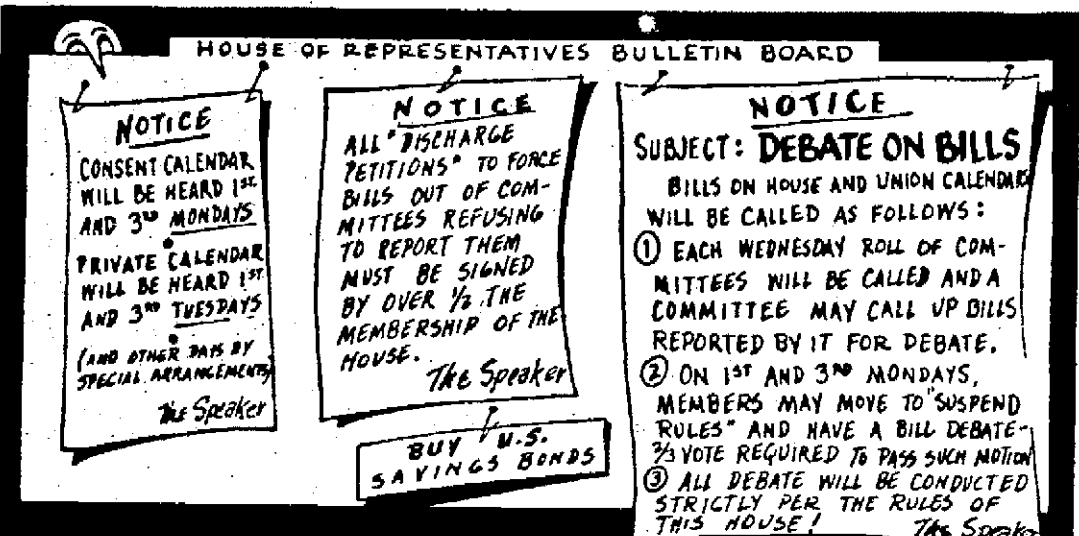 HOUSE OF REPRESENTATIVES BULLETIN BOARD
NOTICE
CONSENT CALENDAR
WILL BE HEARD 1ST
AND 3RD MONDAYS
PRIVATE CALENDAR
WILL BE HEARD 1ST
AND 3RD TUESDAYS
(AND OTHER DAYS BY
SPECIAL ARRANGEMENTS)
The Speaker
NOTICE
ALL "DISCHARGE
PETITIONS" TO FORCE
BILLS OUT OF COM-
MITTEES REFUSING
TO REPORT THEM
MUST BE SIGNED
BY OVER 1/2 THE
MEMBERSHIP OF THE
HOUSE.
The Speaker
BUY U.S.
SAVINGS BONDS
NOTICE
SUBJECT: DEBATE ON BILLS
BILLS ON HOUSE AND UNION CALENDARS
WILL BE CALLED AS FOLLOWS:
① EACH WEDNESDAY ROLL OF COM-
MITTEES WILL BE CALLED AND A
COMMITTEE MAY CALL UP BILLS
REPORTED BY IT FOR DEBATE.
② ON 1ST AND 3RD MONDAYS,
MEMBERS MAY MOVE TO "SUSPEND
RULES" AND HAVE A BILL DEBATE-
2/3 VOTE REQUIRED TO PASS SUCH MOTION
③ ALL DEBATE WILL BE CONDUCTED
STRICTLY PER THE RULES OF
THIS HOUSE!
The Speaker